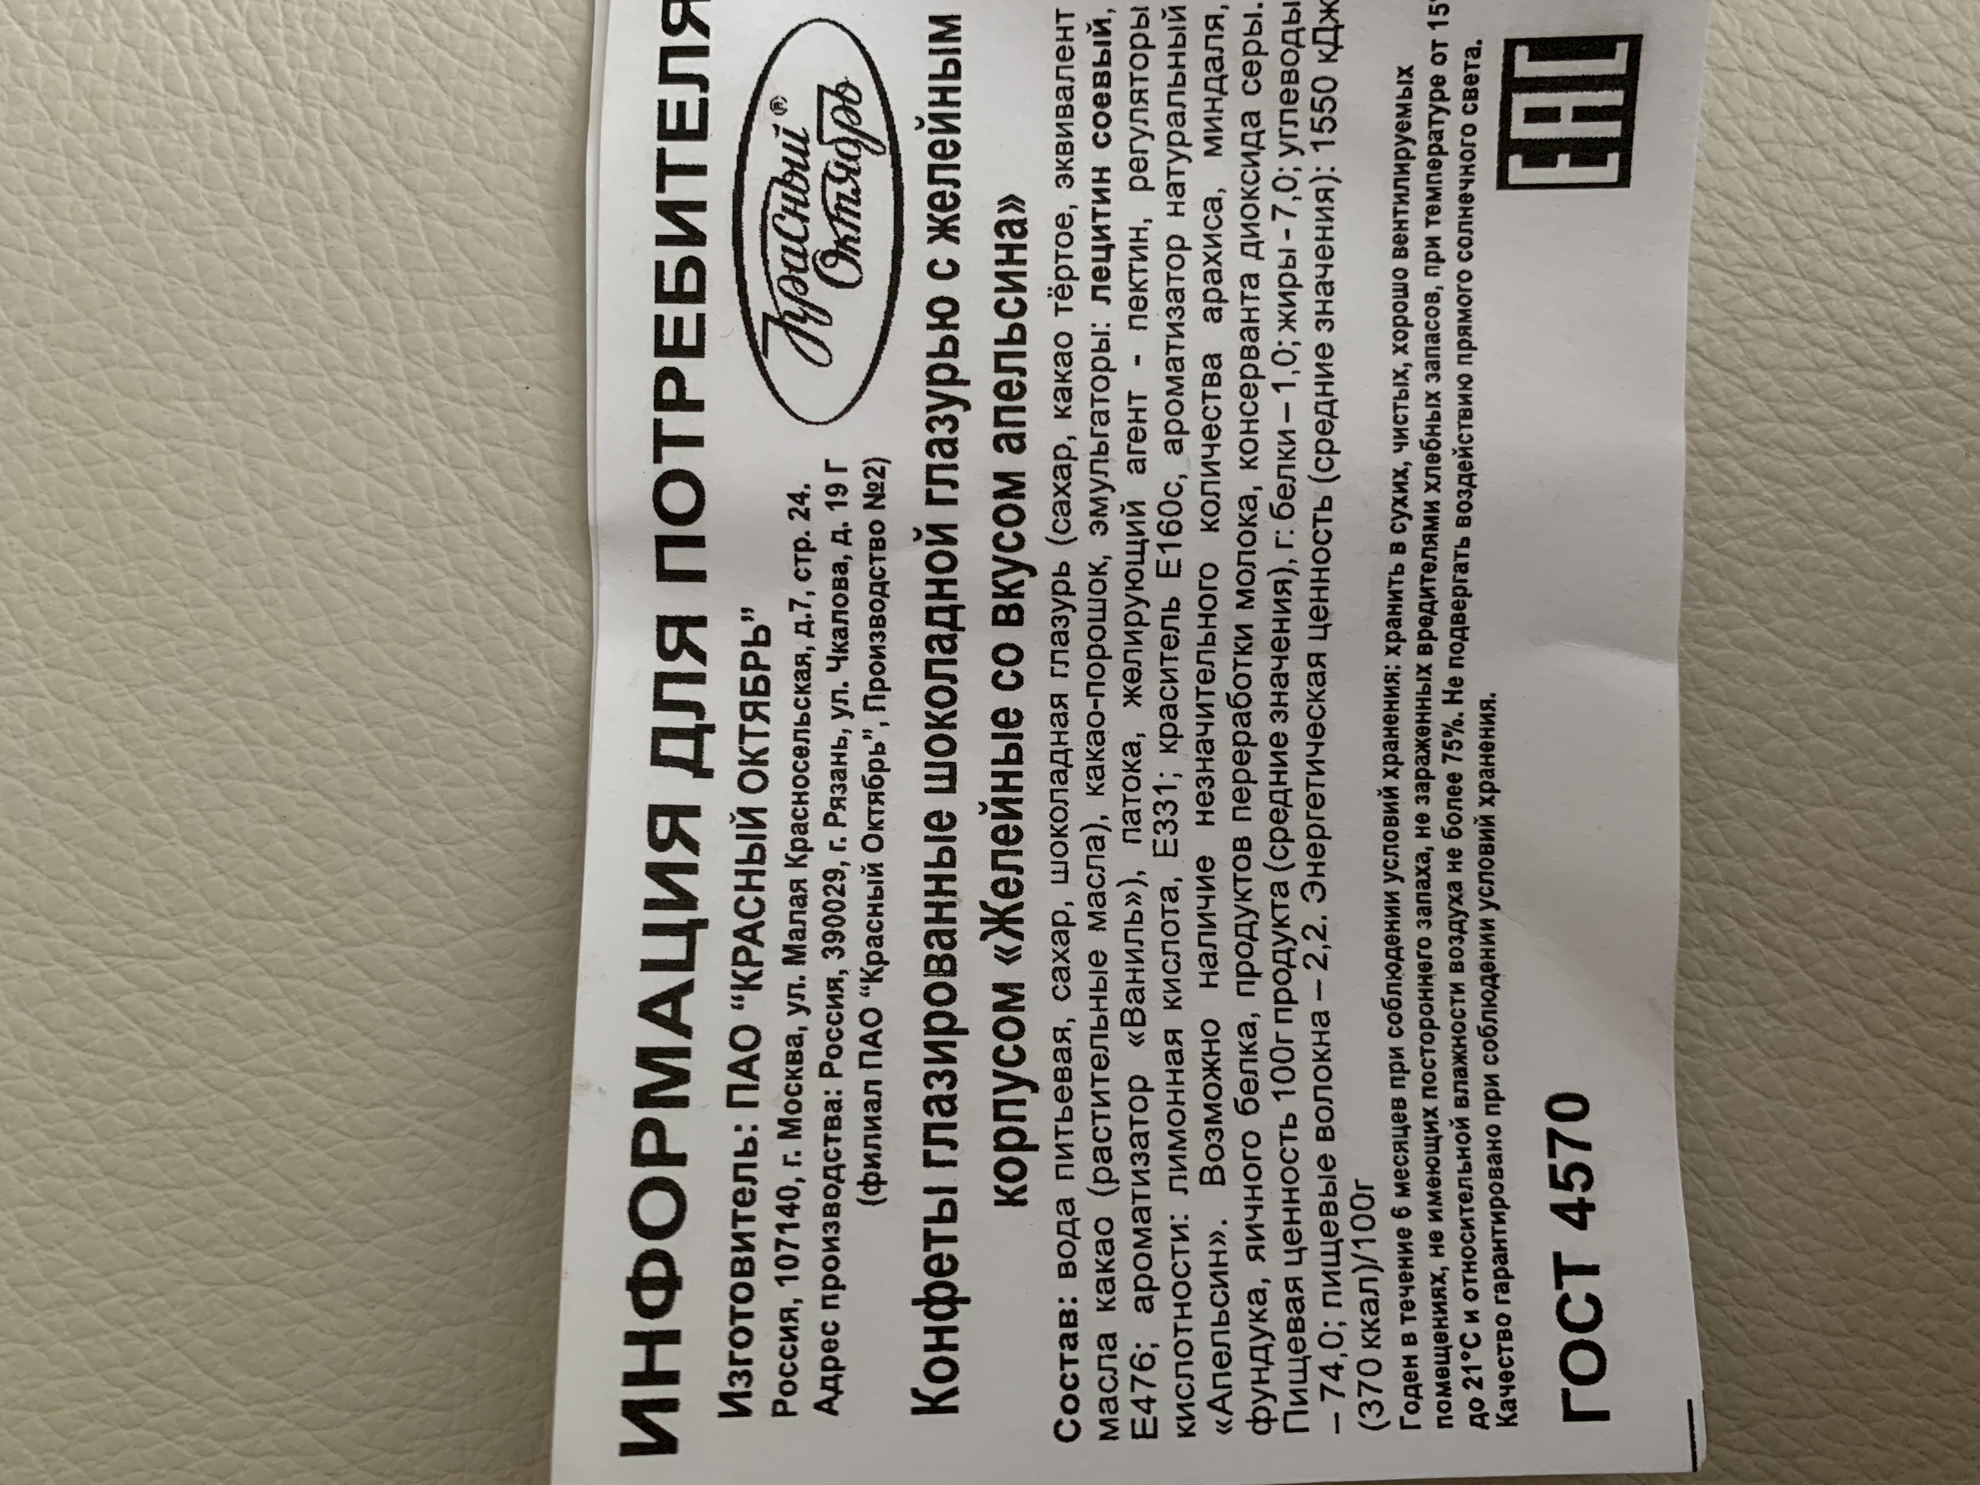 ИНФОРМАЦИЯ ДЛЯ ПОТРЕБИТЕЛЯ
Изготовитель: ПАО “КРАСНЫЙ ОКТЯБРЬ”
Россия, 107140, г. Москва, ул. Малая Красносельская, д.7, стр. 24.
Адрес производства: Россия, 390029, г. Рязань, ул. Чкалова, д. 19 Г
(филиал ПАО “Красный Октябрь”, Производство №2)
Красный®
Октябрь
Конфеты глазированные шоколадной глазурью с желейным
корпусом «Желейные со вкусом апельсина»
Состав: вода питьевая, сахар, шоколадная глазурь (сахар, какао тёртое, эквивалент
масла какао (растительные масла), какао-порошок, эмульгаторы: лецитин соевый,
Е476; ароматизатор «Ваниль»), патока, желирующий агент - пектин, регуляторы
кислотности: лимонная кислота, Е331; краситель Е160с, ароматизатор натуральный
«Апельсин». Возможно наличие незначительного количества арахиса, миндаля,
фундука, яичного белка, продуктов переработки молока, консерванта диоксида серы.
Пищевая ценность 100г продукта (средние значения), г: белки – 1,0; жиры - 7,0; углеводы
– 74,0; пищевые волокна – 2,2. Энергетическая ценность (средние значения): 1550 кДж
(370 ккал)/100г
Годен в течение 6 месяцев при соблюдении условий хранения: хранить в сухих, чистых, хорошо вентилируемых
помещениях, не имеющих постороннего запаха, не зараженных вредителями хлебных запасов, при температуре от 15°
до 21°С и относительной влажности воздуха не более 75%. Не подвергать воздействию прямого солнечного света.
Качество гарантировано при соблюдении условий хранения.
ГОСТ 4570
ЕАС